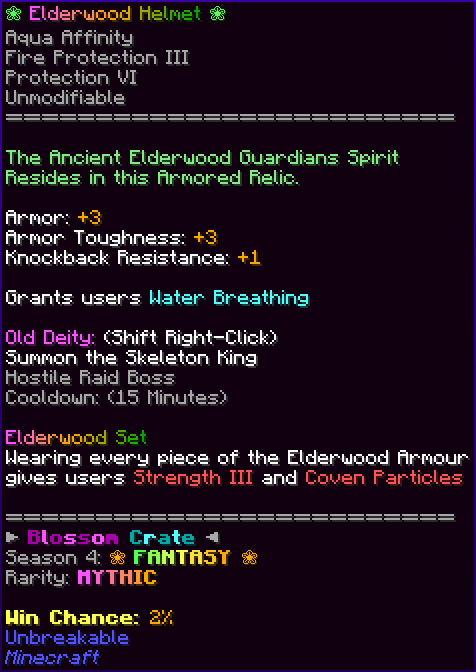 ❀ Elderwood Helmet ❀
Aqua Affinity
Fire Protection III
Protection VI
Unmodifiable
================================
The Ancient Elderwood Guardians Spirit
Resides in this Armored Relic.
Armor: +3
Armor Toughness: +3
Knockback Resistance: +1
Grants users Water Breathing
Old Deity: (Shift Right-Click)
Summon the Skeleton King
Hostile Raid Boss
Cooldown: (15 Minutes)
Elderwood Set
Wearing every piece of the Elderwood Armour
gives users Strength III and Coven Particles
================================
► Blossom Crate ◄
Season 4: ❀ FANTASY ❀
Rarity: MYTHIC
Win Chance: 2%
Unbreakable
Minecraft